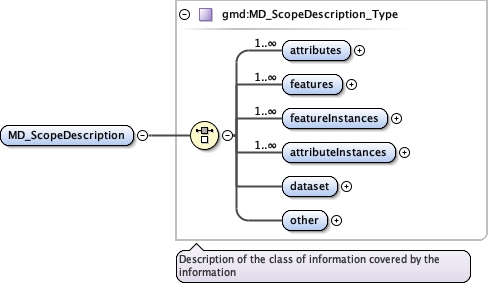 gmd:MD_ScopeDescription_Type
1..∞
attributes
1..∞
features
1..∞
featureInstances
1..∞
attributeInstances
dataset
other
MD_ScopeDescription
Description of the class of information covered by the
information